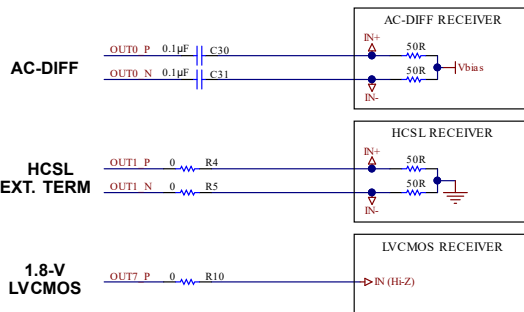 AC-DIFF RECEIVER
IN+
OUT0_P 0.1µF C30 50R
AC-DIFF
Vbias
OUT0_N 0.1µF C31 50R
IN-
HCSL RECEIVER
IN+
HCSL
EXT. TERM
OUT1_P 0 R4 50R
OUT1_N 0 R5 50R
IN-
LVCMOS RECEIVER
1.8-V
LVCMOS
OUT7_P 0 R10 IN (Hi-Z)